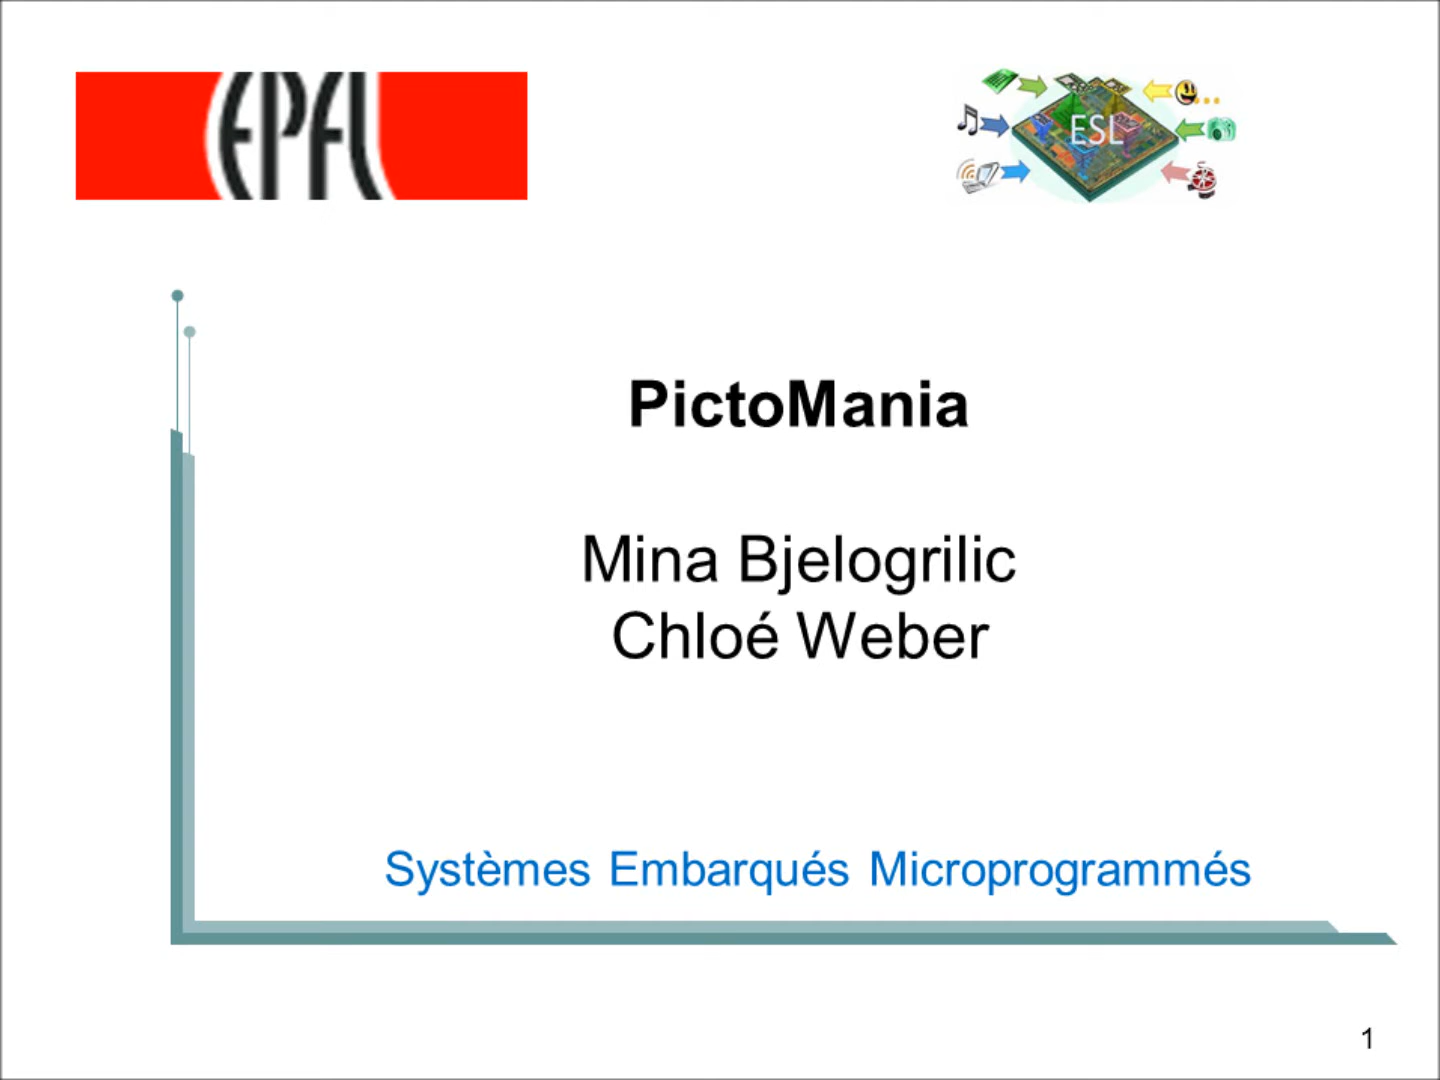 EPFL
ESL
PictoMania
Mina Bjelogrilic
Chloé Weber
Systèmes Embarqués Microprogrammés
1